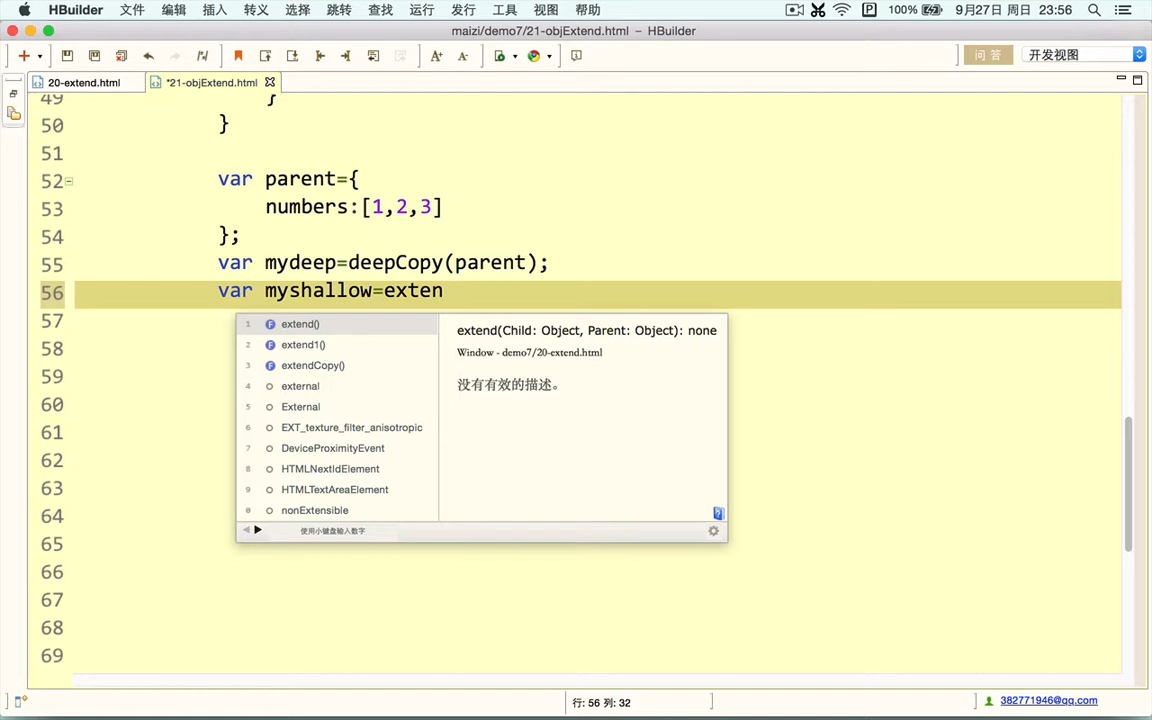 HBuilder 文件 编辑 插入 转义 选择 跳转 查找 运行 发行 工具 视图 帮助 100% 9月27日 周日 23:56
maizi/demo7/21-objExtend.html – HBuilder
问 答 开发视图
20-extend.html *21-objExtend.html
49 }
50 }
51
52 var parent={
53 numbers:[1,2,3]
54 };
55 var mydeep=deepCopy(parent);
56 var myshallow=exten
57
58
59
60
61
62
63
64
65
66
67
68
69
1 extend()
2 extend1()
3 extendCopy()
4 external
5 External
6 EXT_texture_filter_anisotropic
7 DeviceProximityEvent
8 HTMLNextIdElement
9 HTMLTextAreaElement
0 nonExtensible
使用小键盘输入数字
extend(Child: Object, Parent: Object): none
Window - demo7/20-extend.html
没有有效的描述。
行: 56 列: 32
382771946@qq.com